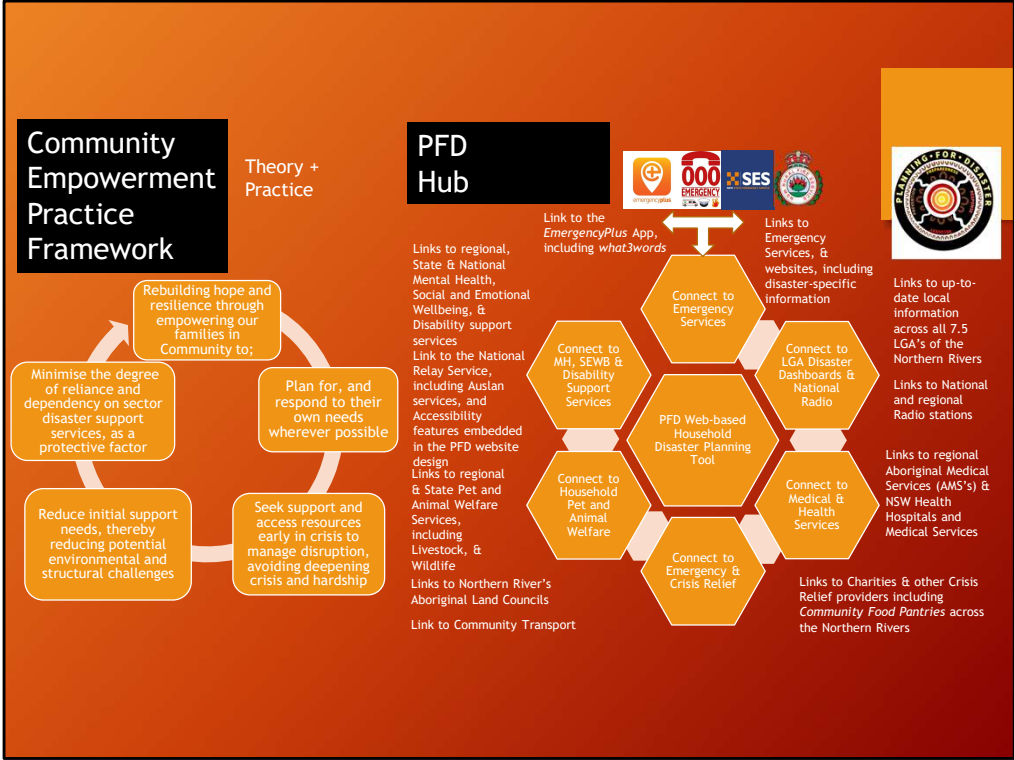 Community
Empowerment
Practice
Framework
Theory +
Practice
Rebuilding hope and
resilience through
empowering our
families in
Community to;
Plan for, and
respond to their
own needs
wherever possible
Seek support and
access resources
early in crisis to
manage disruption,
avoiding deepening
crisis and hardship
Reduce initial support
needs, thereby
reducing potential
environmental and
structural challenges
Minimise the degree
of reliance and
dependency on sector
disaster support
services, as a
protective factor
PFD
Hub
emergencyplus
000
EMERGENCY
SES
PLANNING•FOR•DISASTER
Link to the
EmergencyPlus App,
including what3words
Links to
Emergency
Services, &
websites, including
disaster-specific
information
Links to regional,
State & National
Mental Health,
Social and Emotional
Wellbeing, &
Disability support
services
Link to the National
Relay Service,
including Auslan
services, and
Accessibility
features embedded
in the PFD website
design
Links to regional
& State Pet and
Animal Welfare
Services,
including
Livestock, &
Wildlife
Links to Northern River's
Aboriginal Land Councils
Link to Community Transport
Connect to
Emergency
Services
Connect to
MH, SEWB &
Disability
Support
Services
Connect to
LGA Disaster
Dashboards &
National
Radio
PFD Web-based
Household
Disaster Planning
Tool
Connect to
Household
Pet and
Animal
Welfare
Connect to
Medical &
Health
Services
Connect to
Emergency &
Crisis Relief
Links to up-to-
date local
information
across all 7.5
LGA's of the
Northern Rivers
Links to National
and regional
Radio stations
Links to regional
Aboriginal Medical
Services (AMS's) &
NSW Health
Hospitals and
Medical Services
Links to Charities & other Crisis
Relief providers including
Community Food Pantries across
the Northern Rivers